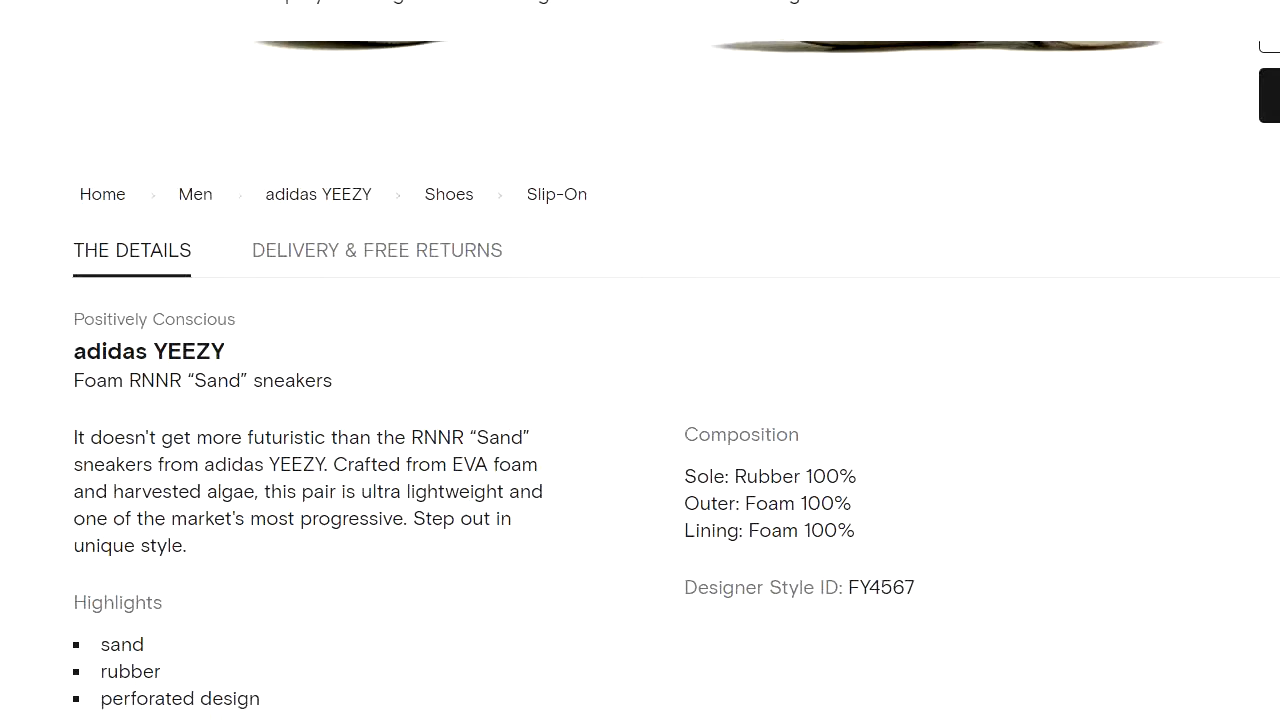 Home › Men › adidas YEEZY › Shoes › Slip-On
THE DETAILS
DELIVERY & FREE RETURNS
Positively Conscious
adidas YEEZY
Foam RNNR “Sand” sneakers
It doesn't get more futuristic than the RNNR “Sand”
sneakers from adidas YEEZY. Crafted from EVA foam
and harvested algae, this pair is ultra lightweight and
one of the market's most progressive. Step out in
unique style.
Highlights
▪ sand
▪ rubber
▪ perforated design
Composition
Sole: Rubber 100%
Outer: Foam 100%
Lining: Foam 100%
Designer Style ID: FY4567